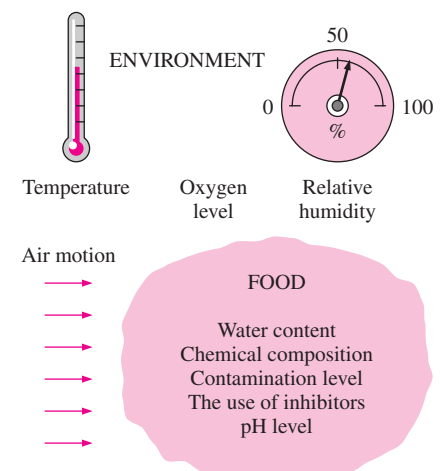 ENVIRONMENT
50
0
100
%
Temperature
Oxygen
level
Relative
humidity
Air motion
FOOD
Water content
Chemical composition
Contamination level
The use of inhibitors
pH level